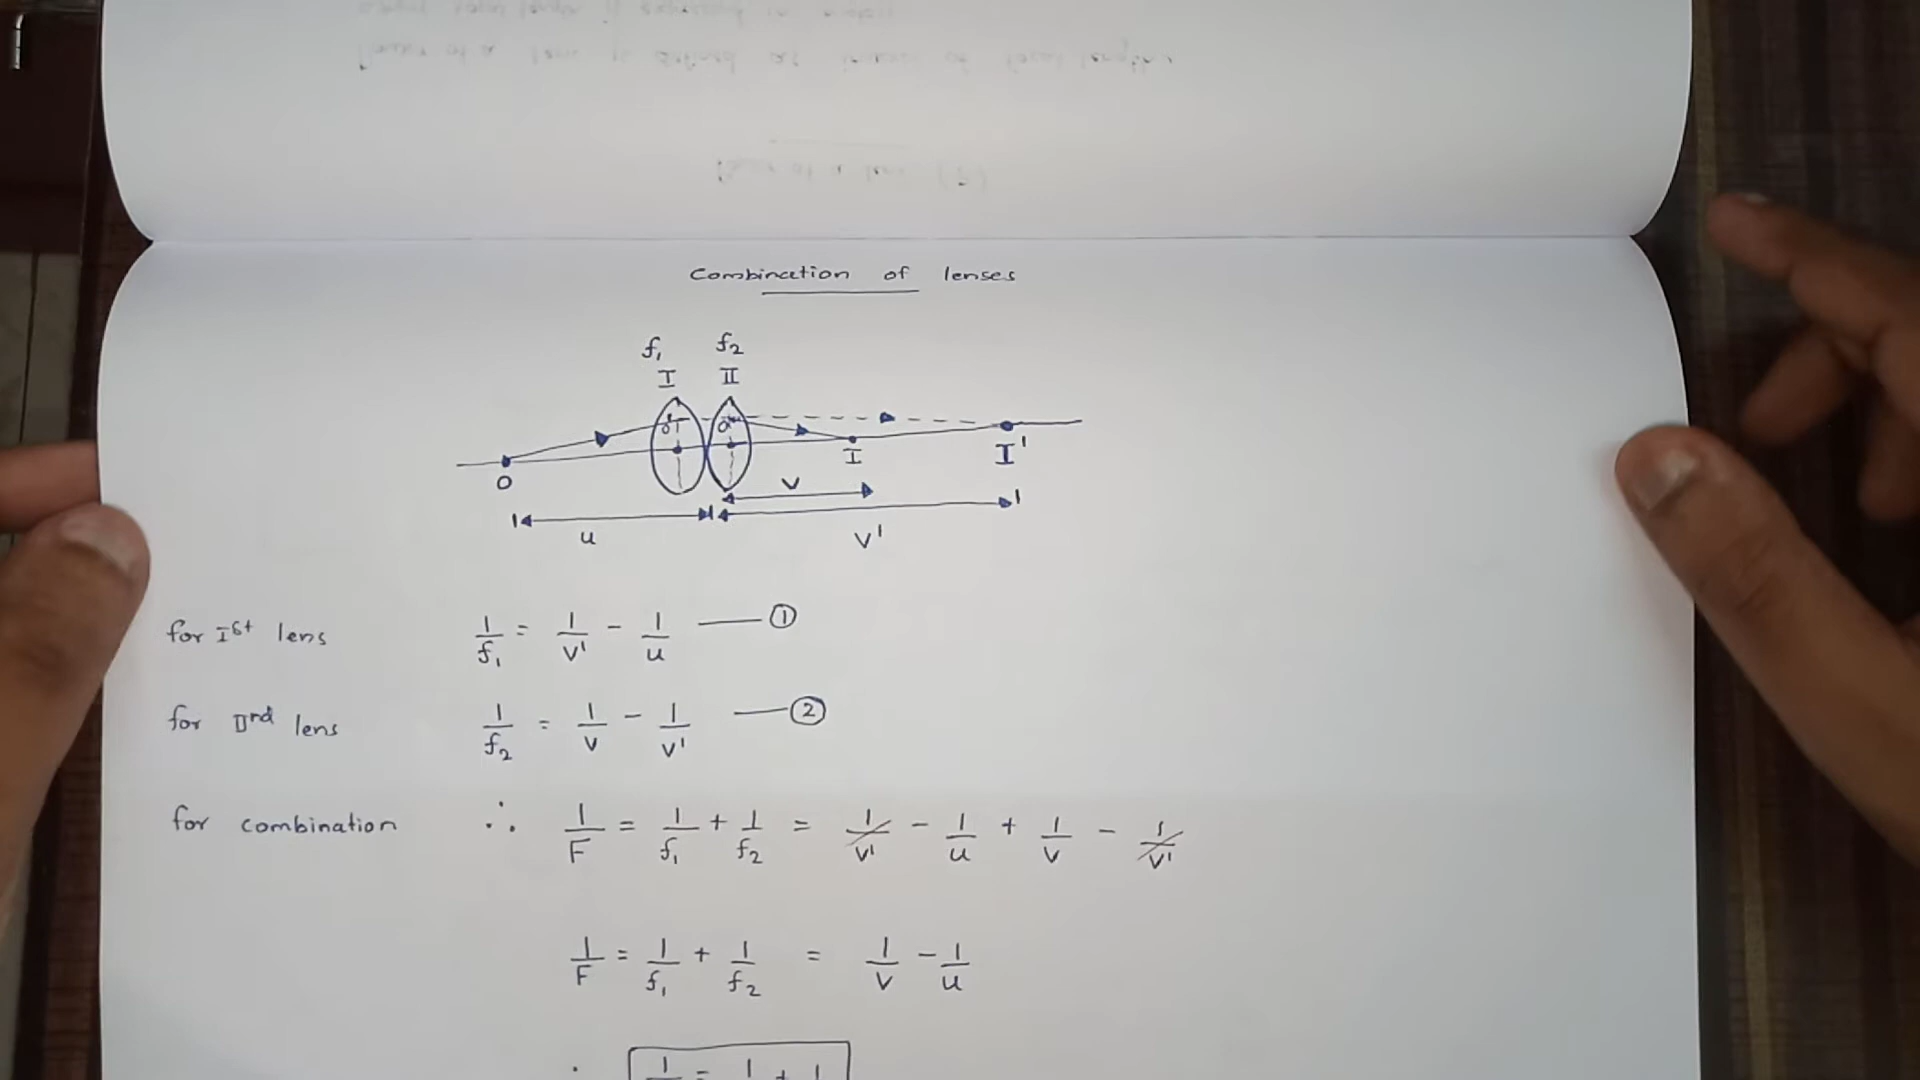 Combination of lenses
f₁ f₂
I II
O I I'
v
u v'
for Ist lens 1/f₁ = 1/v' - 1/u —— ①
for IInd lens 1/f₂ = 1/v - 1/v' —— ②
for combination ∴ 1/F = 1/f₁ + 1/f₂ = 1/v' - 1/u + 1/v - 1/v'
1/F = 1/f₁ + 1/f₂ = 1/v - 1/u